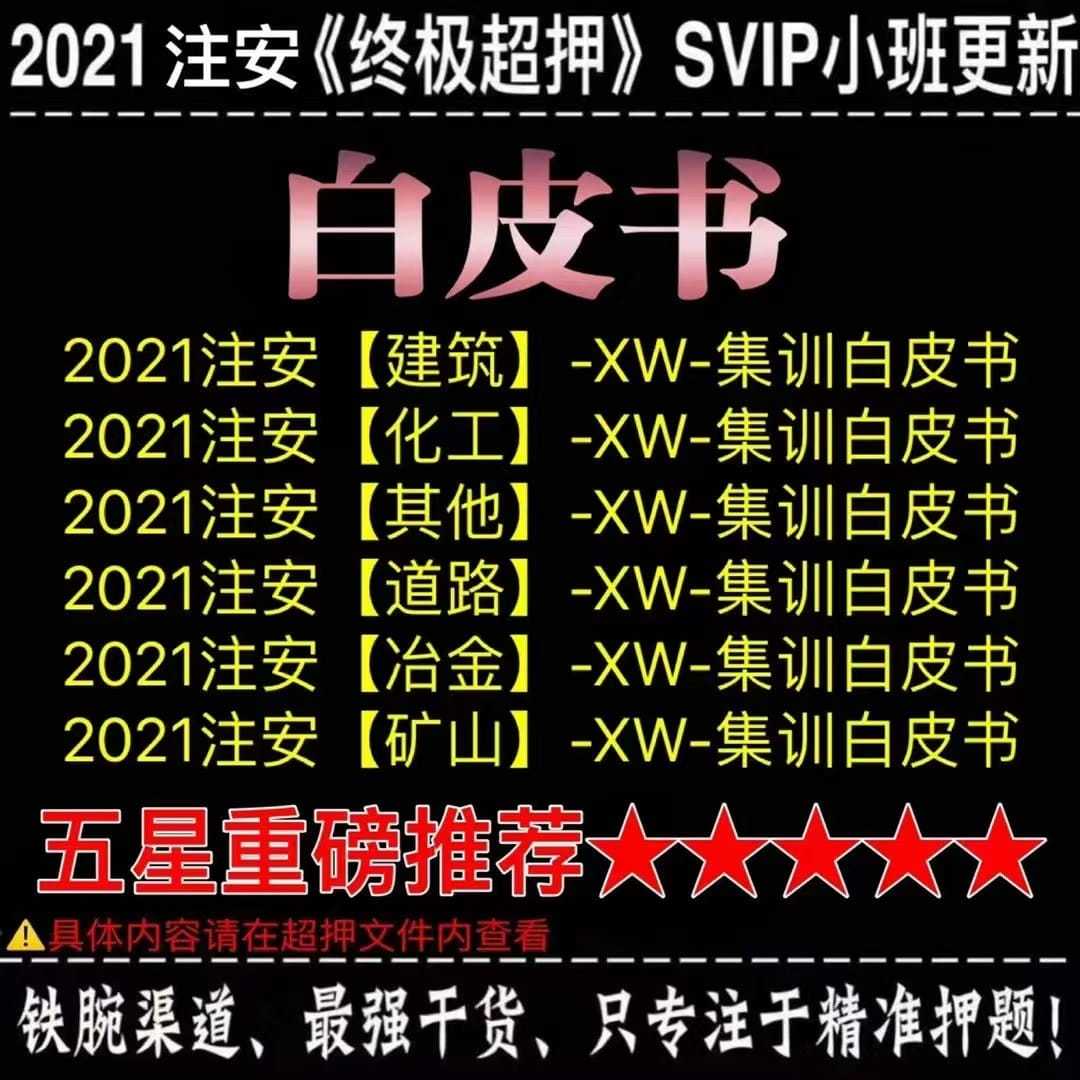 2021注安《终极超押》SVIP小班更新
白皮书
2021注安【建筑】-XW-集训白皮书
2021注安【化工】-XW-集训白皮书
2021注安【其他】-XW-集训白皮书
2021注安【道路】-XW-集训白皮书
2021注安【冶金】-XW-集训白皮书
2021注安【矿山】-XW-集训白皮书
五星重磅推荐★★★★★
⚠️具体内容请在超押文件内查看
铁腕渠道、最强干货、只专注于精准押题!